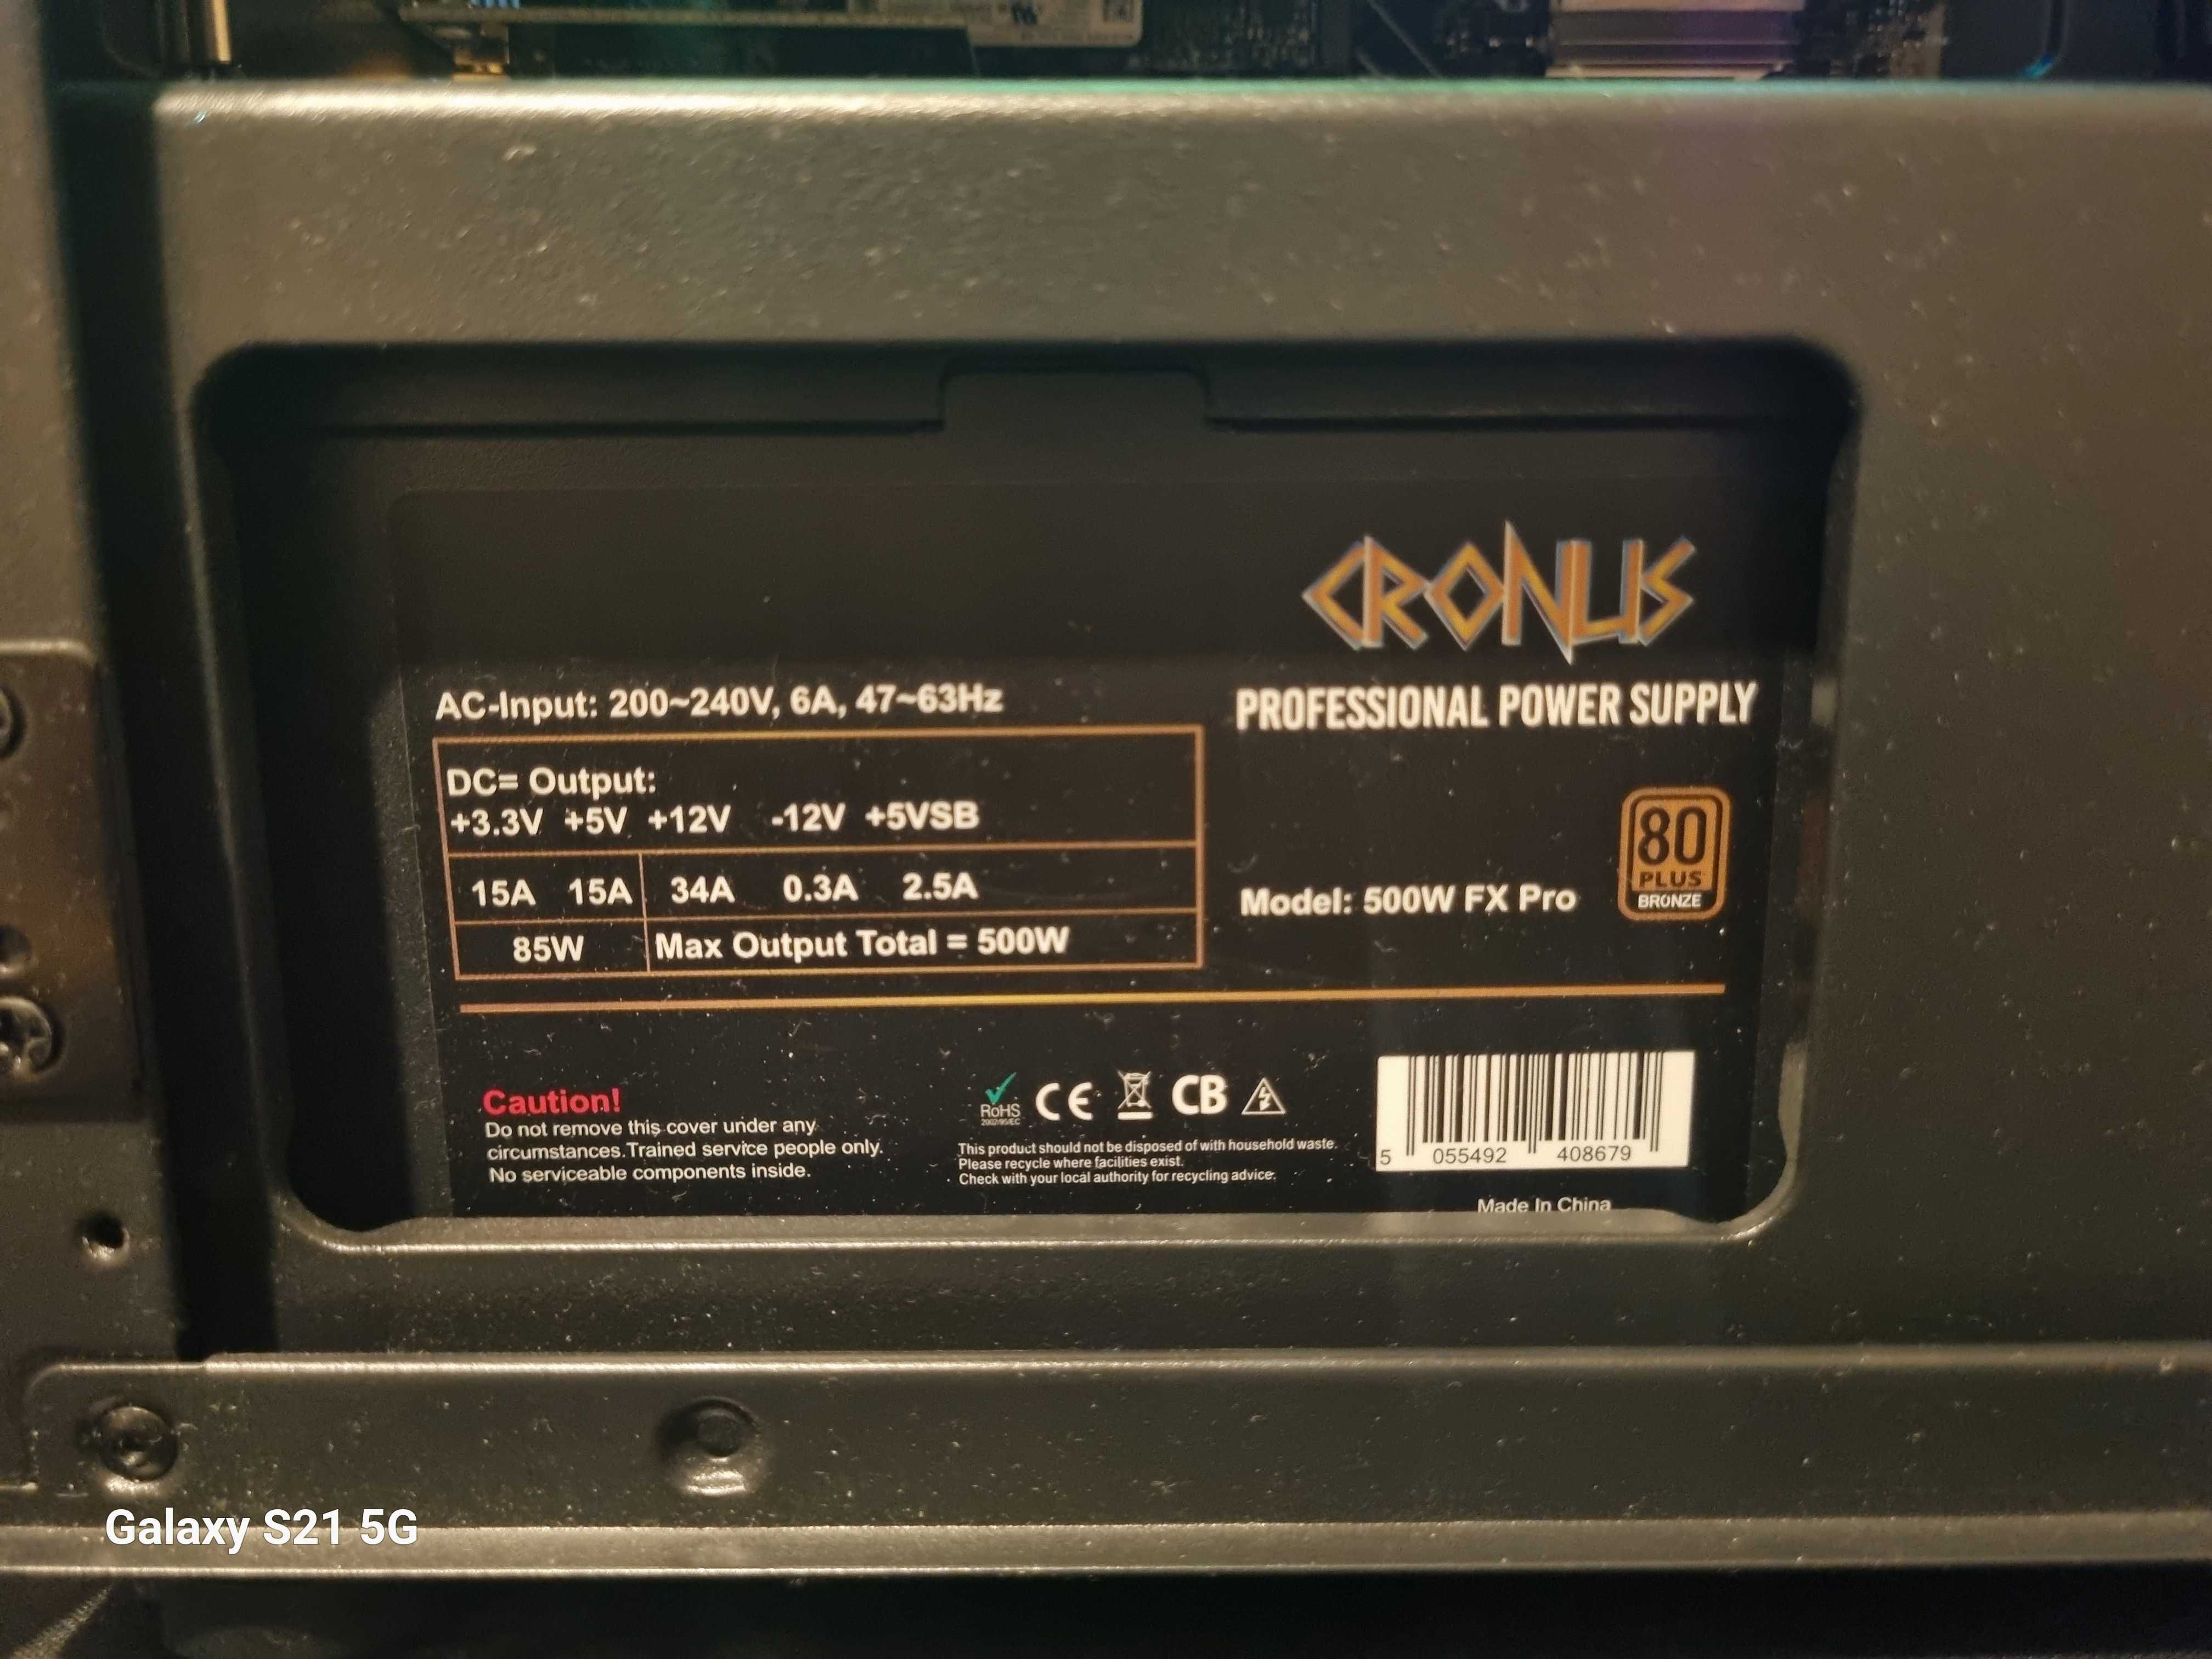 CRONUS
PROFESSIONAL POWER SUPPLY
AC-Input: 200~240V, 6A, 47~63Hz
DC= Output:
+3.3V +5V +12V -12V +5VSB
15A 15A 34A 0.3A 2.5A
85W Max Output Total = 500W
Model: 500W FX Pro
80
PLUS
BRONZE
Caution!
Do not remove this cover under any
circumstances.Trained service people only.
No serviceable components inside.
RoHS
2002/95/EC
CE CB
This product should not be disposed of with household waste.
Please recycle where facilities exist.
Check with your local authority for recycling advice.
5 055492 408679
Made In China
Galaxy S21 5G